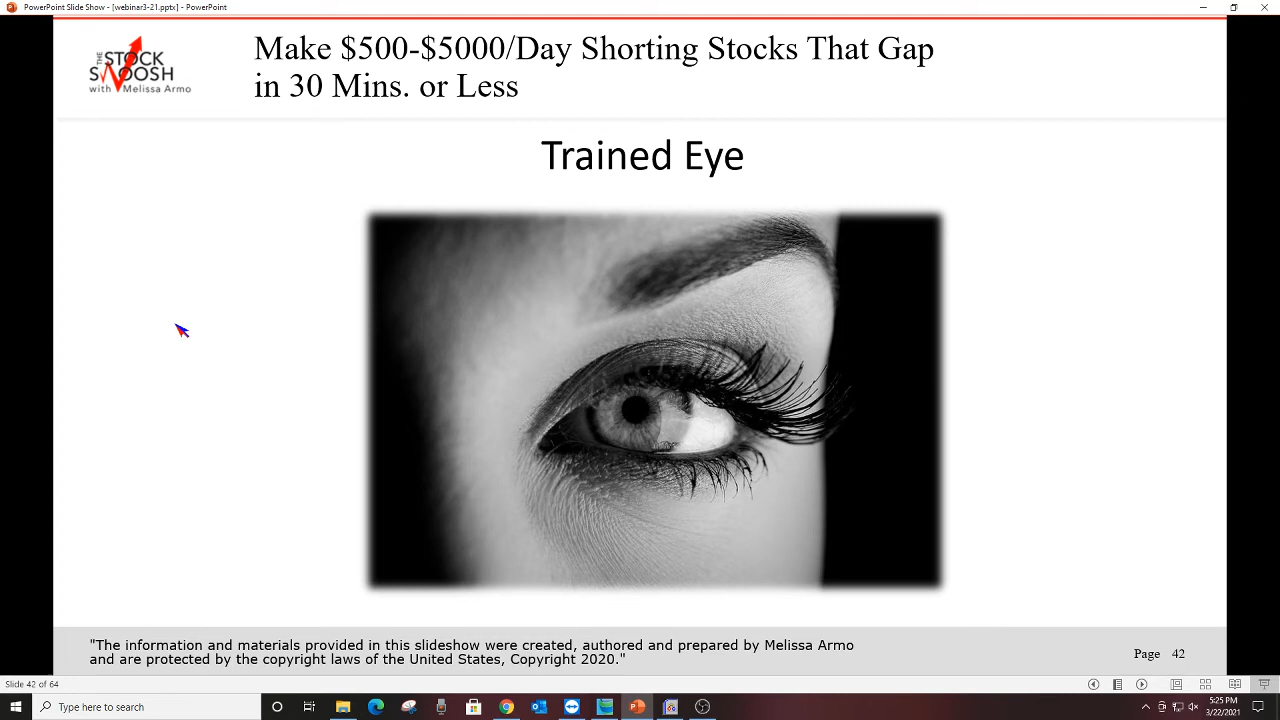 PowerPoint Slide Show - [webinar3-21.pptx] - PowerPoint
THE
STOCK
SWOOSH
with Melissa Armo
Make $500-$5000/Day Shorting Stocks That Gap
in 30 Mins. or Less
Trained Eye
"The information and materials provided in this slideshow were created, authored and prepared by Melissa Armo
and are protected by the copyright laws of the United States, Copyright 2020."
Page 42
Slide 42 of 64
Type here to search
5:25 PM
3/22/2021